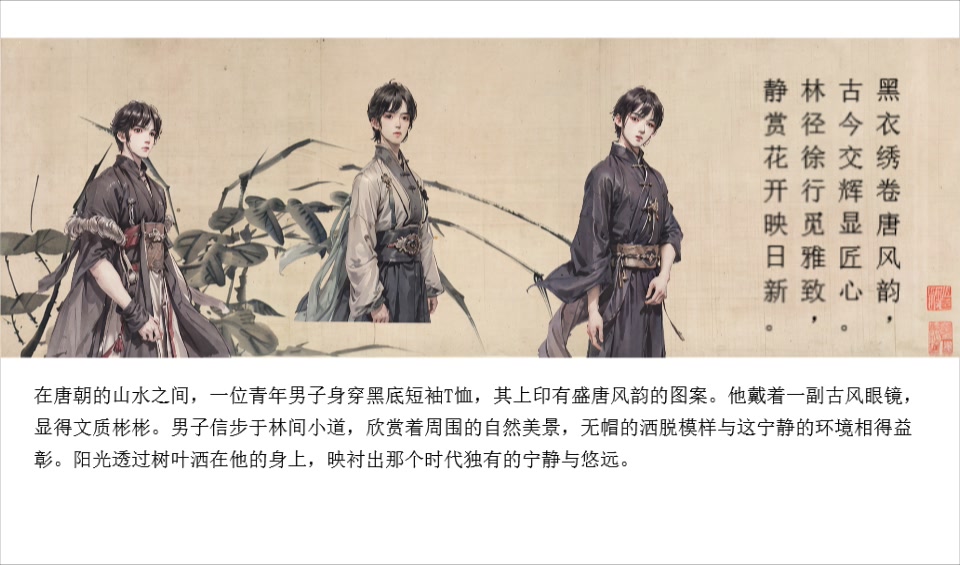 黑衣绣卷唐风韵，
古今交辉显匠心。
林径徐行觅雅致，
静赏花开映日新。
在唐朝的山水之间，一位青年男子身穿黑底短袖T恤，其上印有盛唐风韵的图案。他戴着一副古风眼镜，
显得文质彬彬。男子信步于林间小道，欣赏着周围的自然美景，无帽的洒脱模样与这宁静的环境相得益
彰。阳光透过树叶洒在他的身上，映衬出那个时代独有的宁静与悠远。